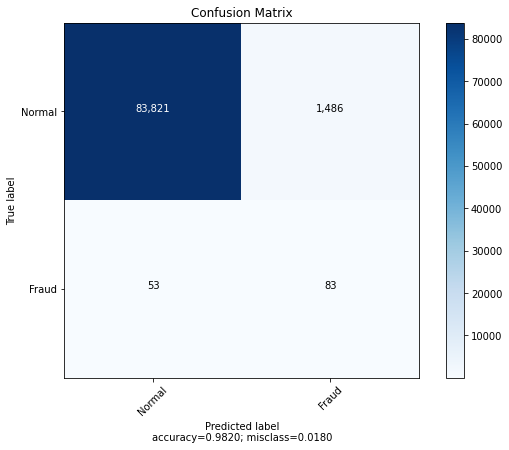 Confusion Matrix
80000
83,821
1,486
Normal
70000
60000
50000
True label
40000
30000
Fraud
53
83
20000
10000
Normal
Fraud
Predicted label
accuracy=0.9820; misclass=0.0180